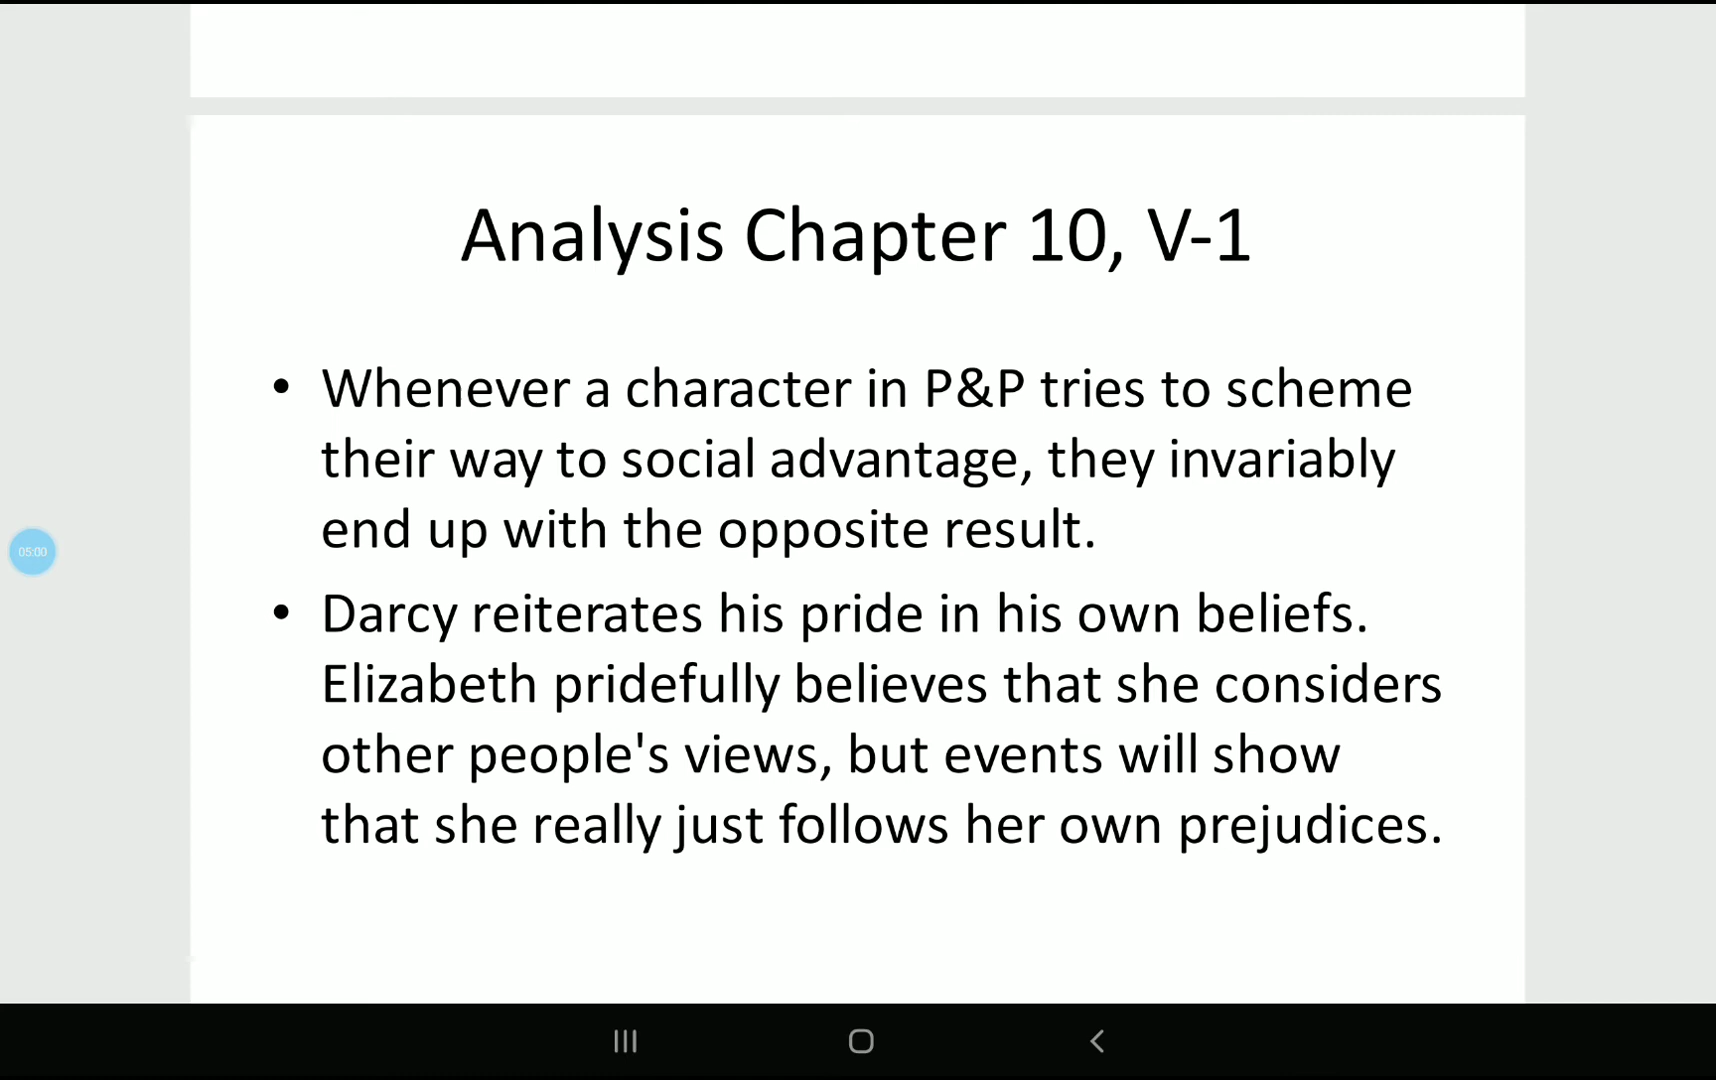 Analysis Chapter 10, V-1
• Whenever a character in P&P tries to scheme
their way to social advantage, they invariably
end up with the opposite result.
• Darcy reiterates his pride in his own beliefs.
Elizabeth pridefully believes that she considers
other people's views, but events will show
that she really just follows her own prejudices.
05:00